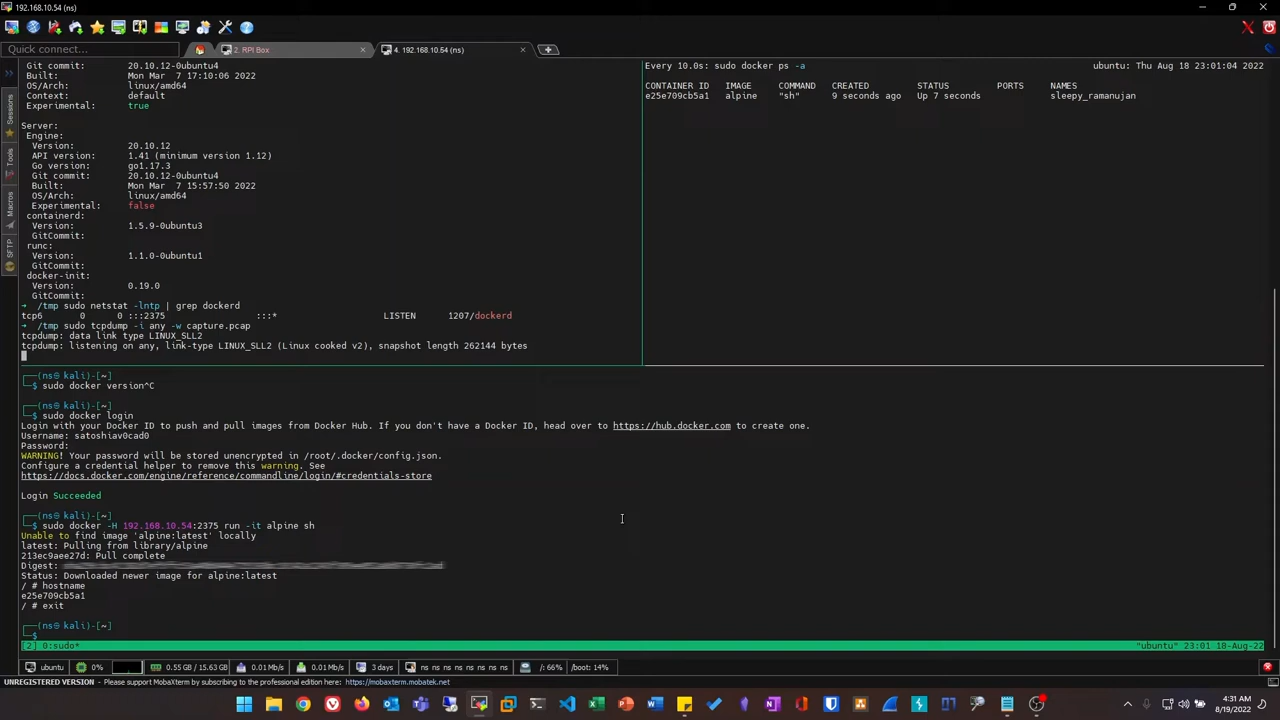 192.168.10.54 (ns)
Quick connect...
2. RPI Box
4. 192.168.10.54 (ns)
Sessions
Tools
Macros
SFTP
Git commit: 20.10.12-0ubuntu4
Built: Mon Mar 7 17:10:06 2022
OS/Arch: linux/amd64
Context: default
Experimental: true
Server:
Engine:
Version: 20.10.12
API version: 1.41 (minimum version 1.12)
Go version: go1.17.3
Git commit: 20.10.12-0ubuntu4
Built: Mon Mar 7 15:57:50 2022
OS/Arch: linux/amd64
Experimental: false
containerd:
Version: 1.5.9-0ubuntu3
GitCommit:
runc:
Version: 1.1.0-0ubuntu1
GitCommit:
docker-init:
Version: 0.19.0
GitCommit:
→ /tmp sudo netstat -lntp | grep dockerd
tcp6 0 0 :::2375 :::* LISTEN 1207/dockerd
→ /tmp sudo tcpdump -i any -w capture.pcap
tcpdump: data link type LINUX_SLL2
tcpdump: listening on any, link-type LINUX_SLL2 (Linux cooked v2), snapshot length 262144 bytes
Every 10.0s: sudo docker ps -a ubuntu: Thu Aug 18 23:01:04 2022
CONTAINER ID IMAGE COMMAND CREATED STATUS PORTS NAMES
e25e709cb5a1 alpine "sh" 9 seconds ago Up 7 seconds sleepy_ramanujan
┌──(ns㉿kali)-[~]
└─$ sudo docker version^C
┌──(ns㉿kali)-[~]
└─$ sudo docker login
Login with your Docker ID to push and pull images from Docker Hub. If you don't have a Docker ID, head over to https://hub.docker.com to create one.
Username: satoshiav0cad0
Password:
WARNING! Your password will be stored unencrypted in /root/.docker/config.json.
Configure a credential helper to remove this warning. See
https://docs.docker.com/engine/reference/commandline/login/#credentials-store
Login Succeeded
┌──(ns㉿kali)-[~]
└─$ sudo docker -H 192.168.10.54:2375 run -it alpine sh
Unable to find image 'alpine:latest' locally
latest: Pulling from library/alpine
213ec9aee27d: Pull complete
Digest:
Status: Downloaded newer image for alpine:latest
/ # hostname
e25e709cb5a1
/ # exit
┌──(ns㉿kali)-[~]
└─$
[2] 0:sudo* "ubuntu" 23:01 18-Aug-22
ubuntu 0% 0.55 GB / 15.63 GB 0.01 Mb/s 0.01 Mb/s 3 days ns ns ns ns ns ns ns /: 66% /boot: 14%
UNREGISTERED VERSION - Please support MobaXterm by subscribing to the professional edition here: https://mobaxterm.mobatek.net
4:31 AM
8/19/2022